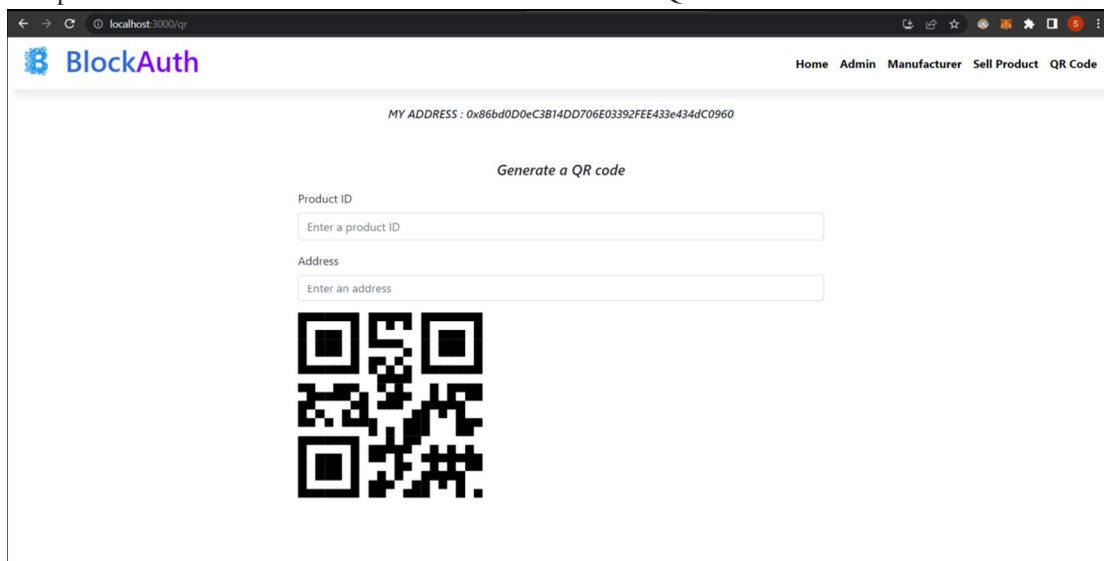 localhost:3000/qr
S
BlockAuth
Home Admin Manufacturer Sell Product QR Code
MY ADDRESS : 0x86bd0D0eC3B14DD706E03392FEE433e434dC0960
Generate a QR code
Product ID
Enter a product ID
Address
Enter an address